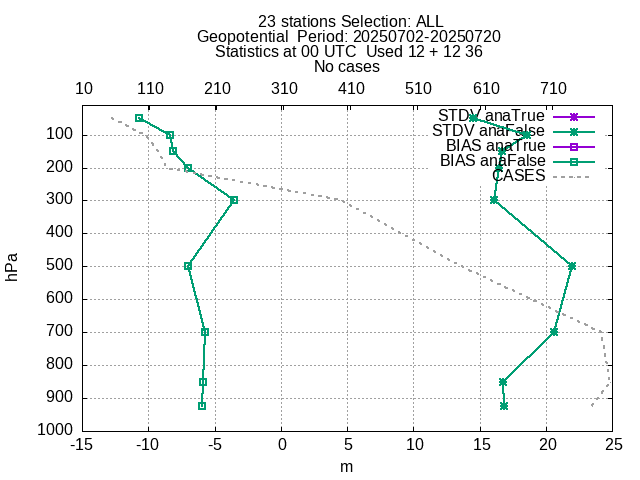 23 stations Selection: ALL
Geopotential  Period: 20250702-20250720
Statistics at 00 UTC  Used 12 + 12 36
No cases
10 110 210 310 410 510 610 710
STDV anaTrue
STDV anaFalse
BIAS anaTrue
BIAS anaFalse
CASES
100
200
300
400
500
600
700
800
900
1000
hPa
-15 -10 -5 0 5 10 15 20 25
m